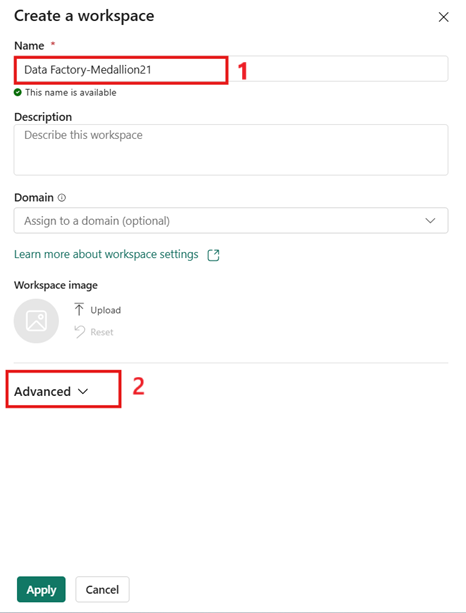 Create a workspace
Name *
Data Factory-Medallion21
1
This name is available
Description
Describe this workspace
Domain
Assign to a domain (optional)
Learn more about workspace settings
Workspace image
Upload
Reset
Advanced
2
Apply
Cancel